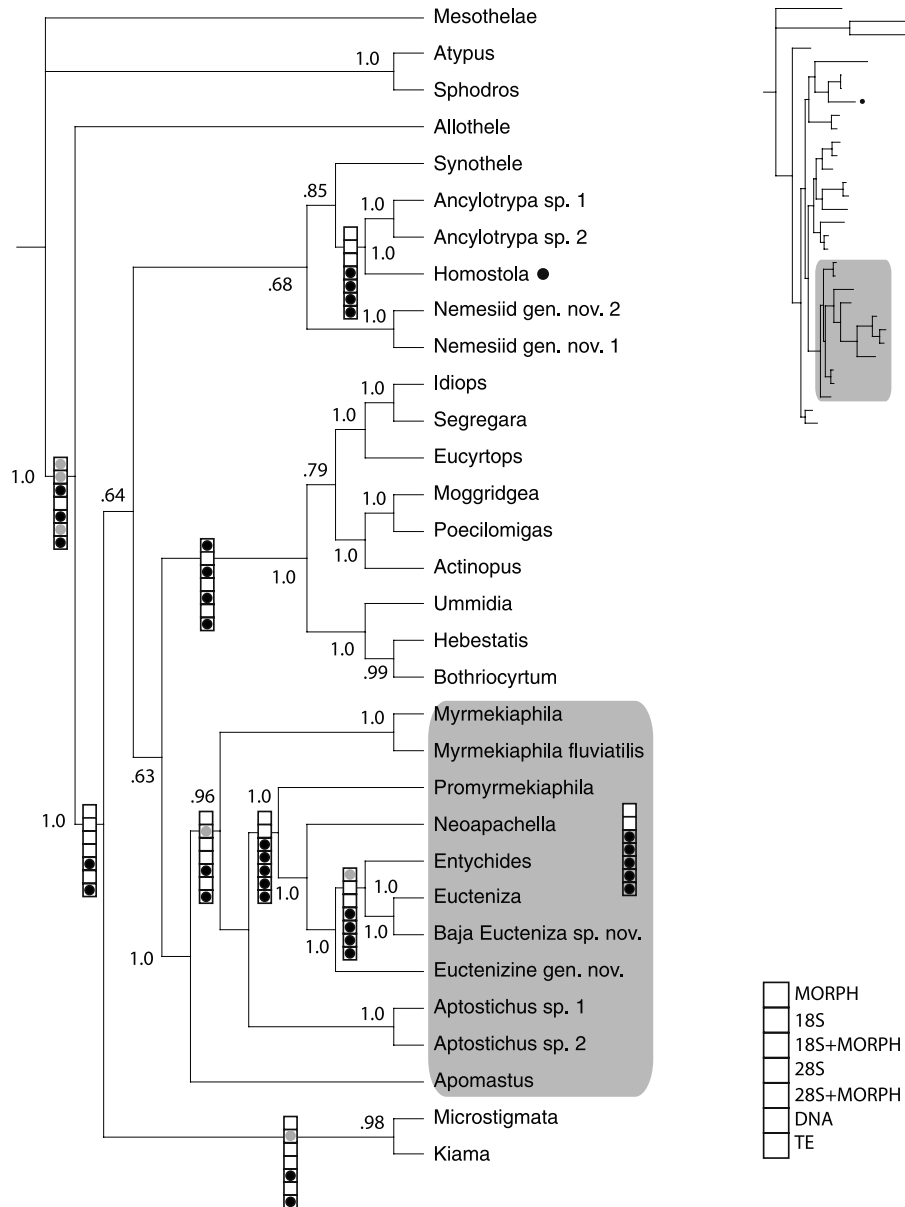 Mesothelae
1.0
Atypus
Sphodros
Allothele
Synothele
.85
Ancylotrypa sp. 1
1.0
Ancylotrypa sp. 2
1.0
Homostola
.68
Nemesiid gen. nov. 2
1.0
Nemesiid gen. nov. 1
Idiops
1.0
Segregara
1.0
Eucyrtops
1.0
.79
.64
Moggridgea
1.0
Poecilomigas
1.0
Actinopus
1.0
Ummidia
Hebestatis
1.0
.99
Bothriocyrtum
Myrmekiaphila
1.0
Myrmekiaphila fluviatilis
.63
Promyrmekiaphila
.96
1.0
Neoapachella
1.0
Entychides
1.0
1.0
Eucteniza
1.0
Baja Eucteniza sp. nov.
1.0
1.0
Euctenizine gen. nov.
Aptostichus sp. 1
1.0
Aptostichus sp. 2
Apomastus
Microstigmata
.98
Kiama
MORPH
18S
18S+MORPH
28S
28S+MORPH
DNA
TE